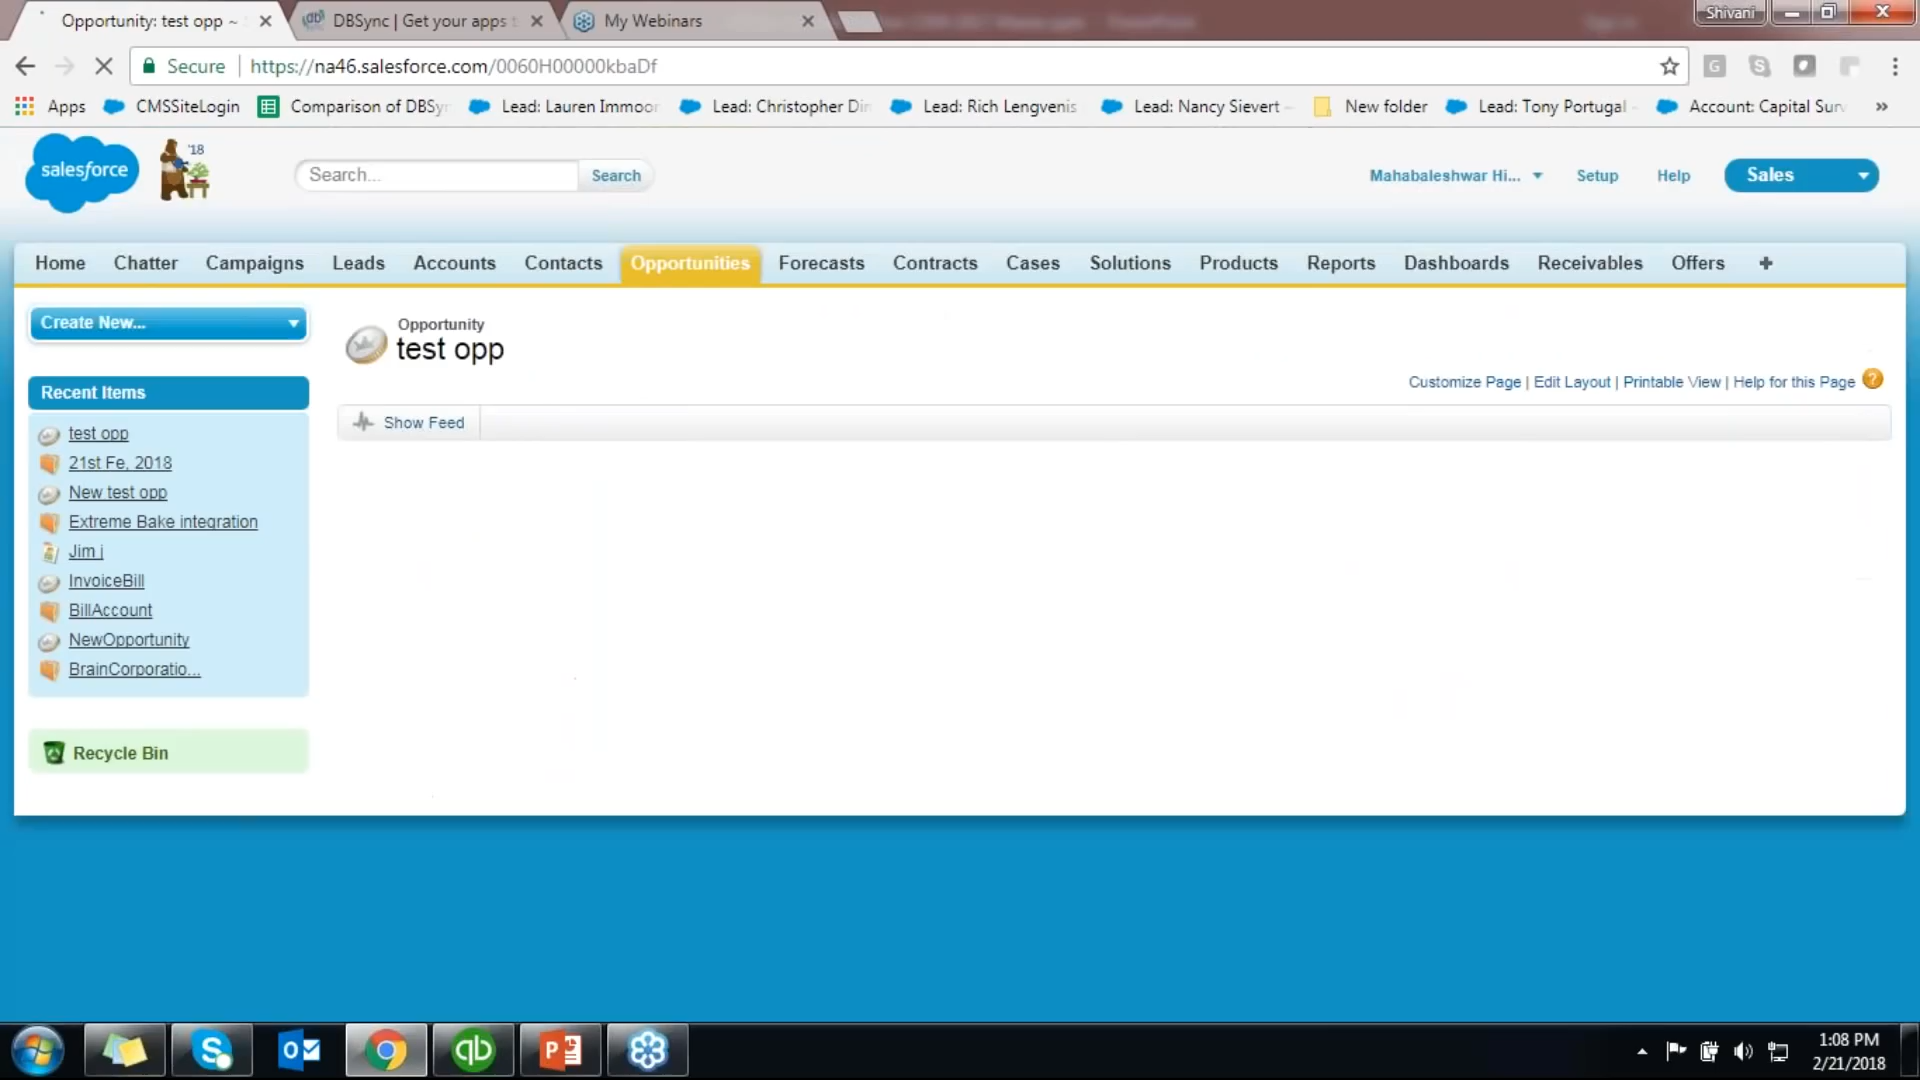 Opportunity: test opp ~
DBSync | Get your apps t
My Webinars
Shivani
Secure
https://na46.salesforce.com/0060H00000kbaDf
Apps
CMSSiteLogin
Comparison of DBSy
Lead: Lauren Immoor
Lead: Christopher Din
Lead: Rich Lengvenis
Lead: Nancy Sievert -
New folder
Lead: Tony Portugal -
Account: Capital Surv
»
salesforce
'18
Search...
Search
Mahabaleshwar Hi...
Setup
Help
Sales
Home
Chatter
Campaigns
Leads
Accounts
Contacts
Opportunities
Forecasts
Contracts
Cases
Solutions
Products
Reports
Dashboards
Receivables
Offers
+
Create New...
Opportunity
test opp
Customize Page | Edit Layout | Printable View | Help for this Page ?
Recent Items
Show Feed
test opp
21st Fe, 2018
New test opp
Extreme Bake integration
Jim j
InvoiceBill
BillAccount
NewOpportunity
BrainCorporatio...
Recycle Bin
1:08 PM
2/21/2018